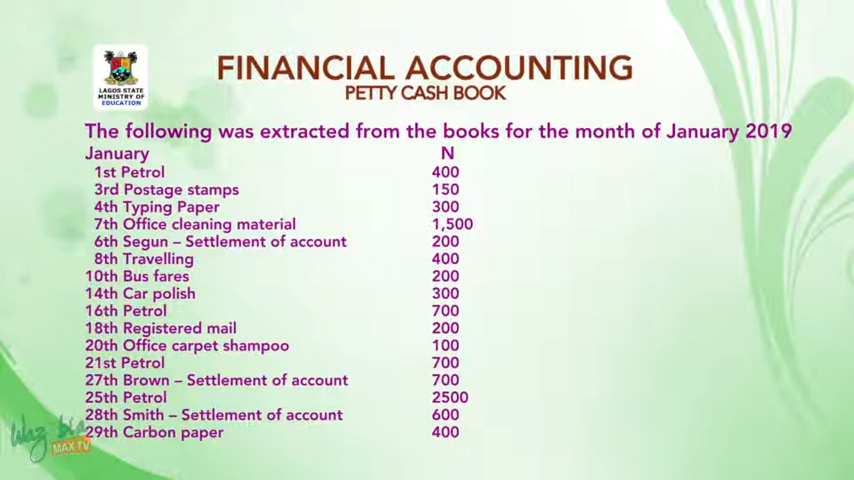 LAGOS STATE
MINISTRY OF
EDUCATION
FINANCIAL ACCOUNTING
PETTY CASH BOOK
The following was extracted from the books for the month of January 2019
January N
1st Petrol 400
3rd Postage stamps 150
4th Typing Paper 300
7th Office cleaning material 1,500
6th Segun – Settlement of account 200
8th Travelling 400
10th Bus fares 200
14th Car polish 300
16th Petrol 700
18th Registered mail 200
20th Office carpet shampoo 100
21st Petrol 700
27th Brown – Settlement of account 700
25th Petrol 2500
28th Smith – Settlement of account 600
29th Carbon paper 400
MAX TV